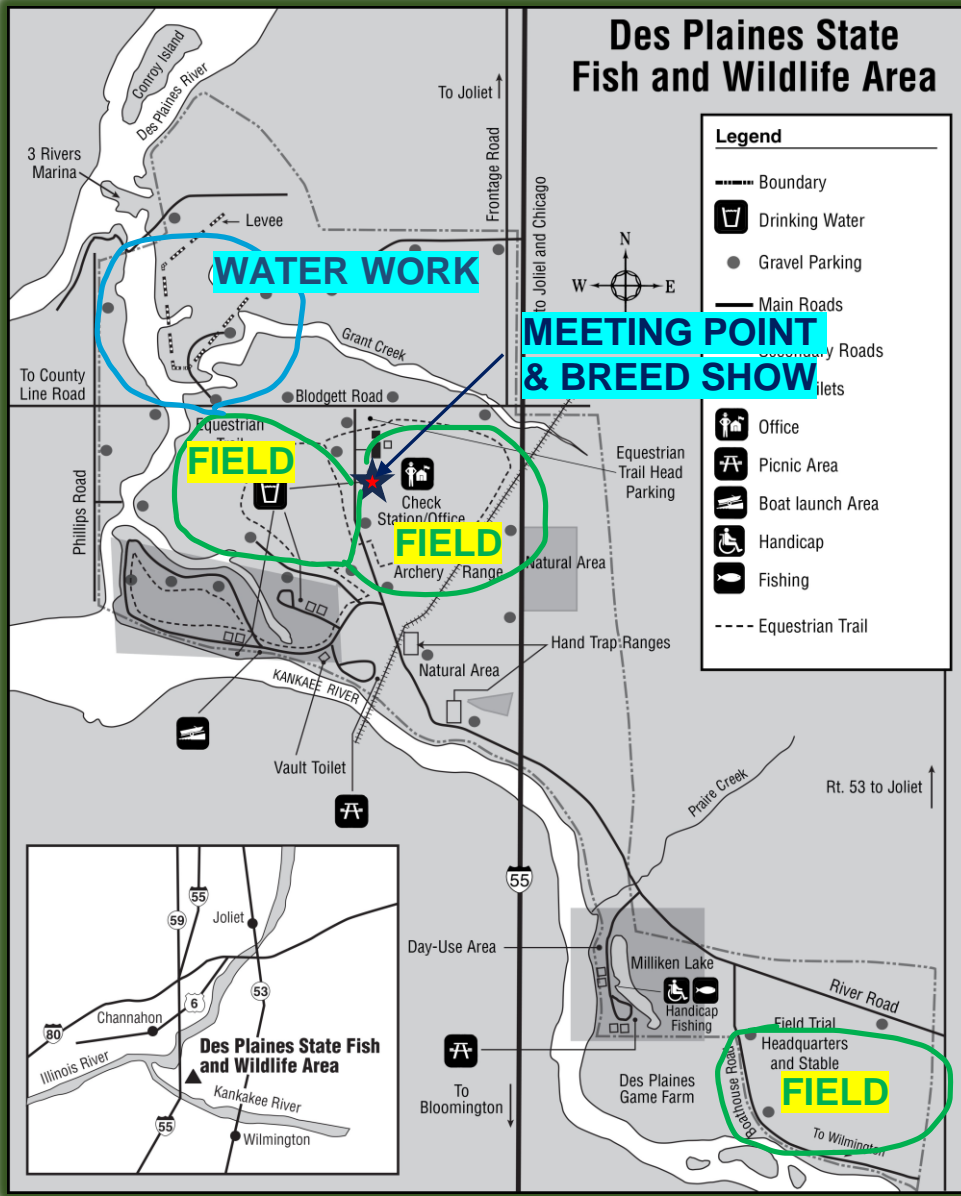 Des Plaines State
Fish and Wildlife Area
Conroy Island
Des Plaines River
To Joliet
3 Rivers
Marina
Levee
Frontage Road
to Joliel and Chicago
N
W
E
S
Legend
Boundary
Drinking Water
Gravel Parking
Main Roads
Secondary Roads
WATER WORK
MEETING POINT
& BREED SHOW
Grant Creek
To County
Line Road
Blodgett Road
Equestrian
FIELD
Equestrian
Trail Head
Parking
Check
Station/Office
FIELD
Archery Range
Natural Area
Phillips Road
Office
Picnic Area
Boat launch Area
Handicap
Fishing
Equestrian Trail
Hand Trap Ranges
Natural Area
KANKAEE RIVER
Vault Toilet
Praire Creek
Rt. 53 to Joliet
55
Day-Use Area
Milliken Lake
Handicap
Fishing
River Road
Field Trial
Headquarters
and Stable
FIELD
Boathouse Road
To Wilmington
Des Plaines
Game Farm
To
Bloomington
55
59
Joliet
53
6
80
Channahon
Illinois River
Des Plaines State Fish
and Wildlife Area
Kankakee River
55
Wilmington